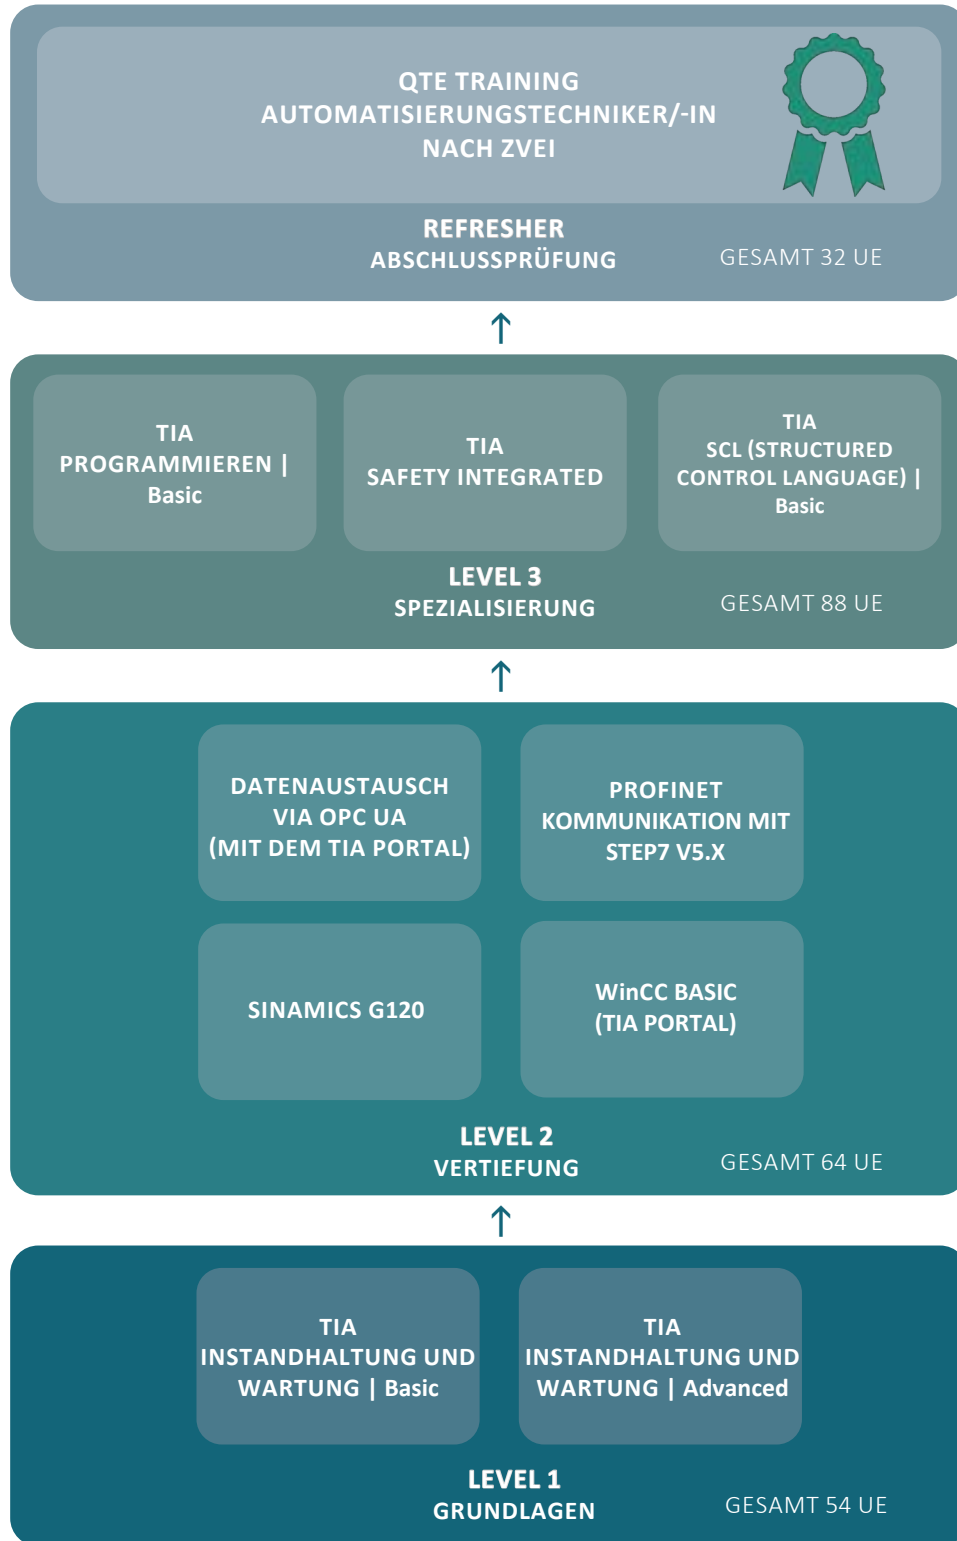 QTE TRAINING
AUTOMATISIERUNGSTECHNIKER/-IN
NACH ZVEI
REFRESHER
ABSCHLUSSPRÜFUNG
GESAMT 32 UE
TIA
PROGRAMMIEREN |
Basic
TIA
SAFETY INTEGRATED
TIA
SCL (STRUCTURED
CONTROL LANGUAGE) |
Basic
LEVEL 3
SPEZIALISIERUNG
GESAMT 88 UE
DATENAUSTAUSCH
VIA OPC UA
(MIT DEM TIA PORTAL)
PROFINET
KOMMUNIKATION MIT
STEP7 V5.X
SINAMICS G120
WinCC BASIC
(TIA PORTAL)
LEVEL 2
VERTIEFUNG
GESAMT 64 UE
TIA
INSTANDHALTUNG UND
WARTUNG | Basic
TIA
INSTANDHALTUNG UND
WARTUNG | Advanced
LEVEL 1
GRUNDLAGEN
GESAMT 54 UE